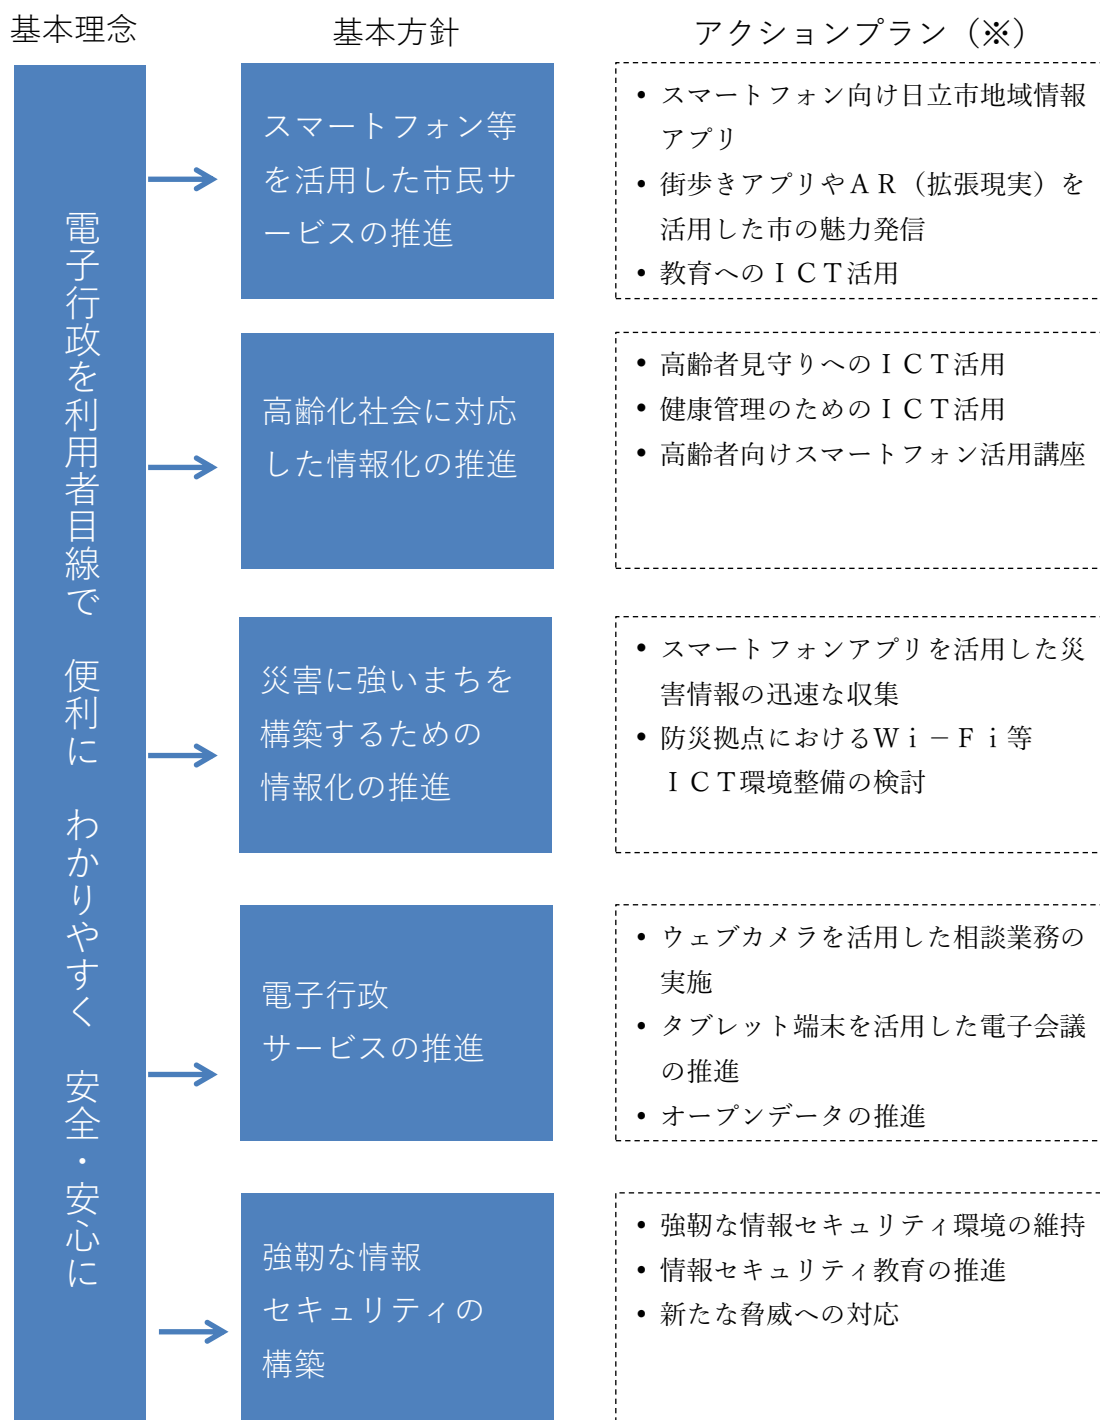 基本理念
基本方針
アクションプラン（※）
電子行政を利用者目線で　便利に　わかりやすく　安全・安心に
スマートフォン等
を活用した市民サ
ービスの推進
• スマートフォン向け日立市地域情報
アプリ
• 街歩きアプリやＡＲ（拡張現実）を
活用した市の魅力発信
• 教育へのＩＣＴ活用
高齢化社会に対応
した情報化の推進
• 高齢者見守りへのＩＣＴ活用
• 健康管理のためのＩＣＴ活用
• 高齢者向けスマートフォン活用講座
災害に強いまちを
構築するための
情報化の推進
• スマートフォンアプリを活用した災
害情報の迅速な収集
• 防災拠点におけるＷｉ－Ｆｉ等
ＩＣＴ環境整備の検討
電子行政
サービスの推進
• ウェブカメラを活用した相談業務の
実施
• タブレット端末を活用した電子会議
の推進
• オープンデータの推進
強靭な情報
セキュリティの
構築
• 強靭な情報セキュリティ環境の維持
• 情報セキュリティ教育の推進
• 新たな脅威への対応